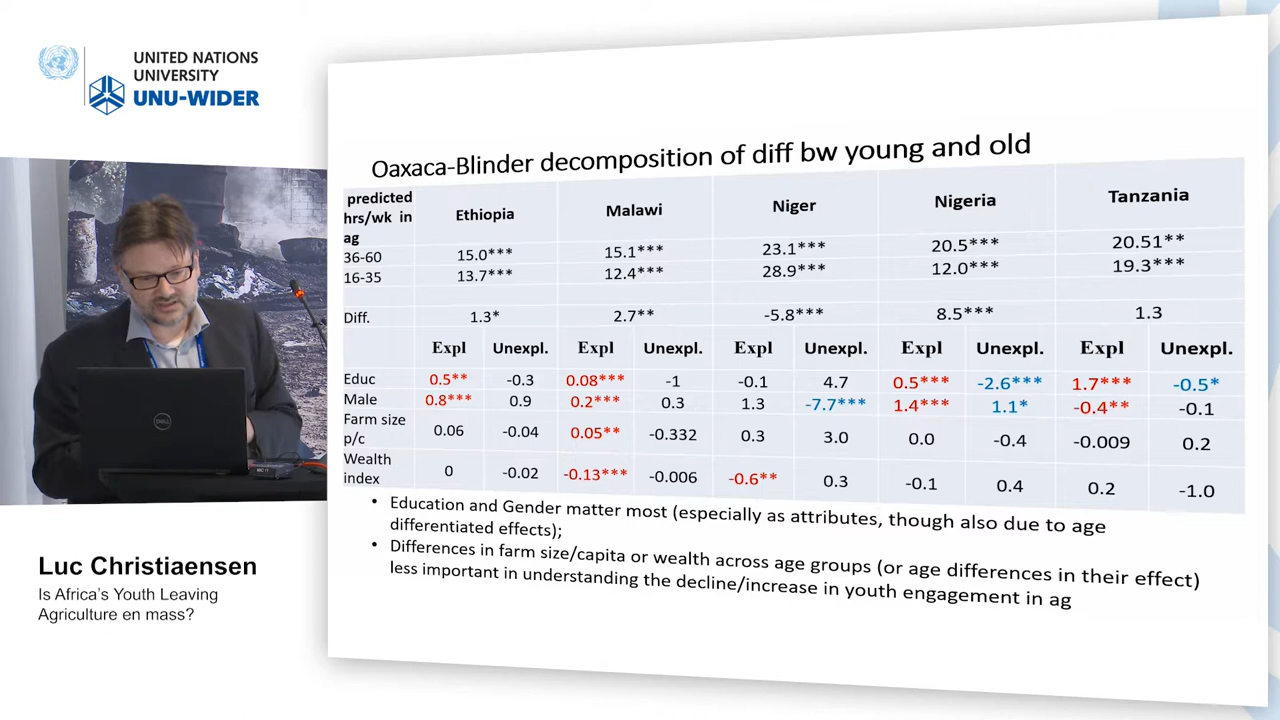 UNITED NATIONS
UNIVERSITY
UNU-WIDER
Oaxaca-Blinder decomposition of diff bw young and old
predicted hrs/wk in ag Ethiopia Malawi Niger Nigeria Tanzania
36-60 15.0*** 15.1*** 23.1*** 20.5*** 20.51**
16-35 13.7*** 12.4*** 28.9*** 12.0*** 19.3***
Diff. 1.3* 2.7** -5.8*** 8.5*** 1.3
Expl Unexpl. Expl Unexpl. Expl Unexpl. Expl Unexpl. Expl Unexpl.
Educ 0.5** -0.3 0.08*** -1 -0.1 4.7 0.5*** -2.6*** 1.7*** -0.5*
Male 0.8*** 0.9 0.2*** 0.3 1.3 -7.7*** 1.4*** 1.1* -0.4** -0.1
Farm size p/c 0.06 -0.04 0.05** -0.332 0.3 3.0 0.0 -0.4 -0.009 0.2
Wealth index 0 -0.02 -0.13*** -0.006 -0.6** 0.3 -0.1 0.4 0.2 -1.0
• Education and Gender matter most (especially as attributes, though also due to age
differentiated effects);
• Differences in farm size/capita or wealth across age groups (or age differences in their effect)
less important in understanding the decline/increase in youth engagement in ag
DELL
Luc Christiaensen
Is Africa's Youth Leaving
Agriculture en mass?